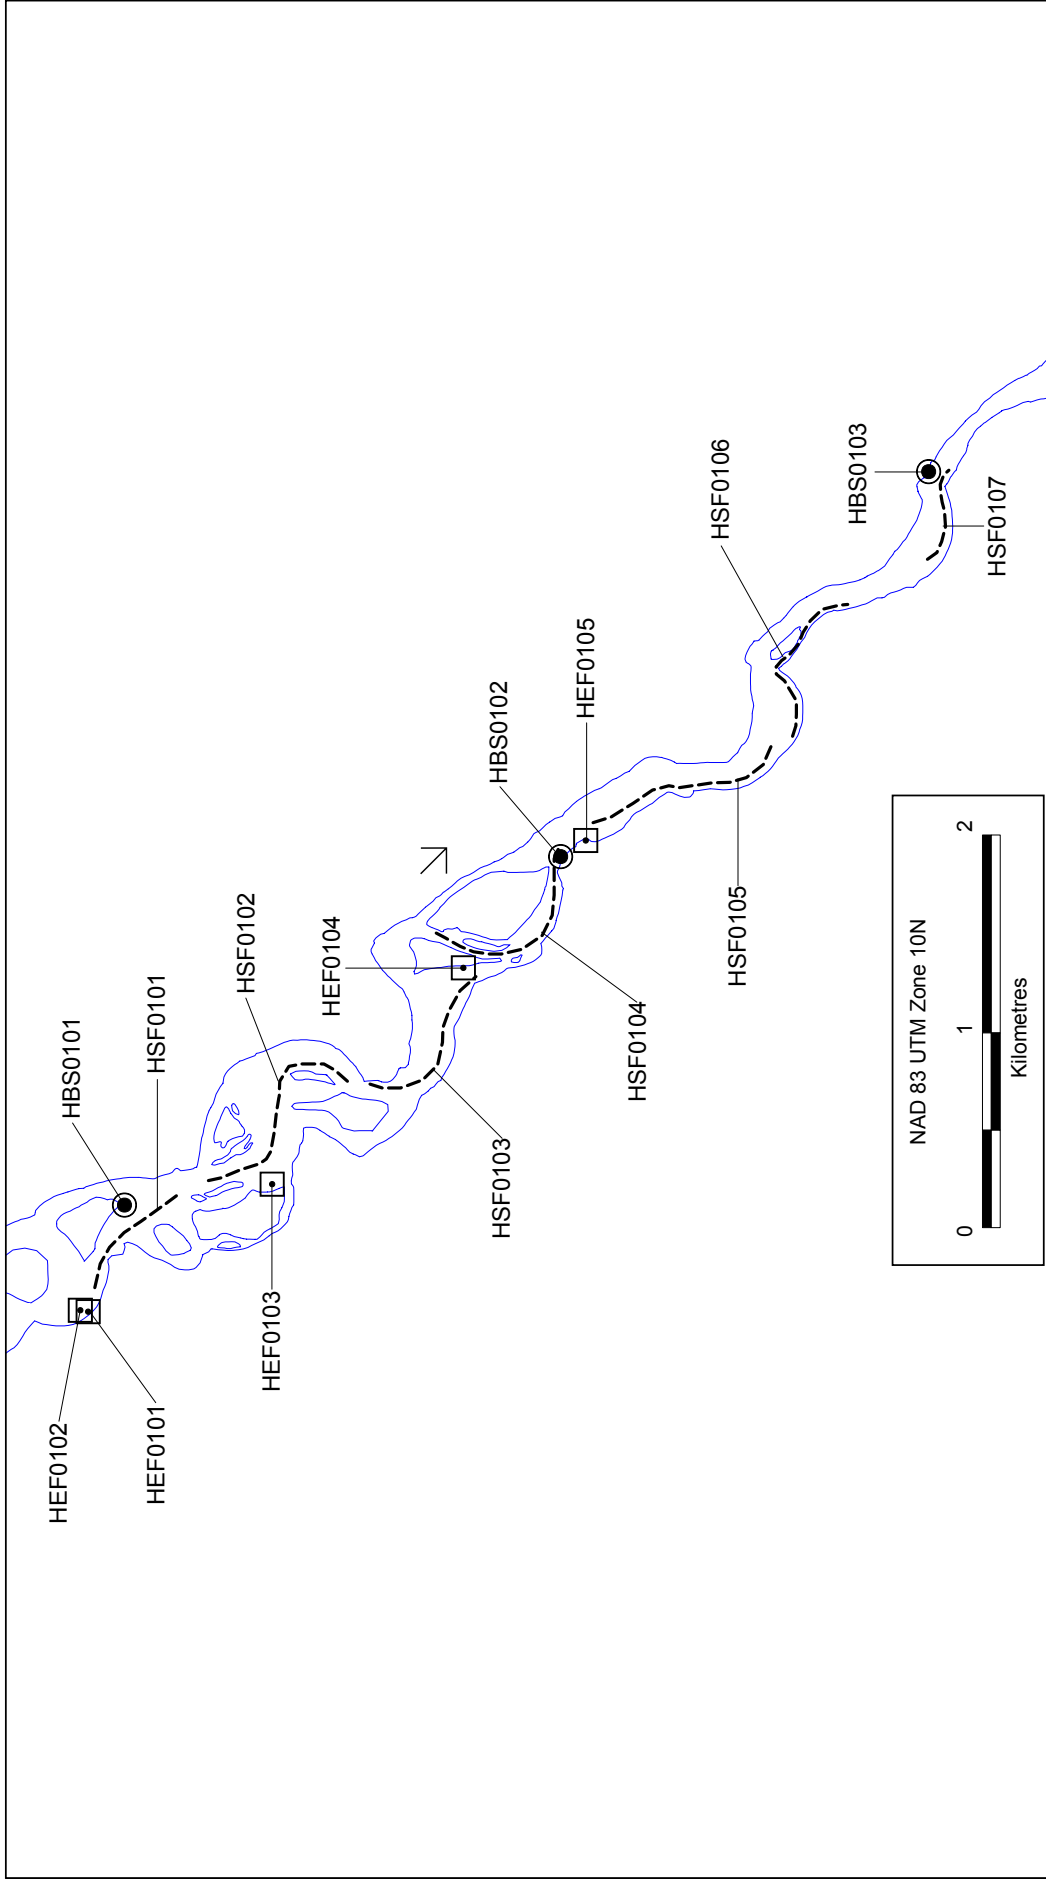 HEF0102
HEF0101
HBS0101
HSF0101
HEF0103
HSF0102
HEF0104
HSF0103
HBS0102
HEF0105
HSF0104
HSF0105
HSF0106
HBS0103
HSF0107
NAD 83 UTM Zone 10N
0 1 2
Kilometres